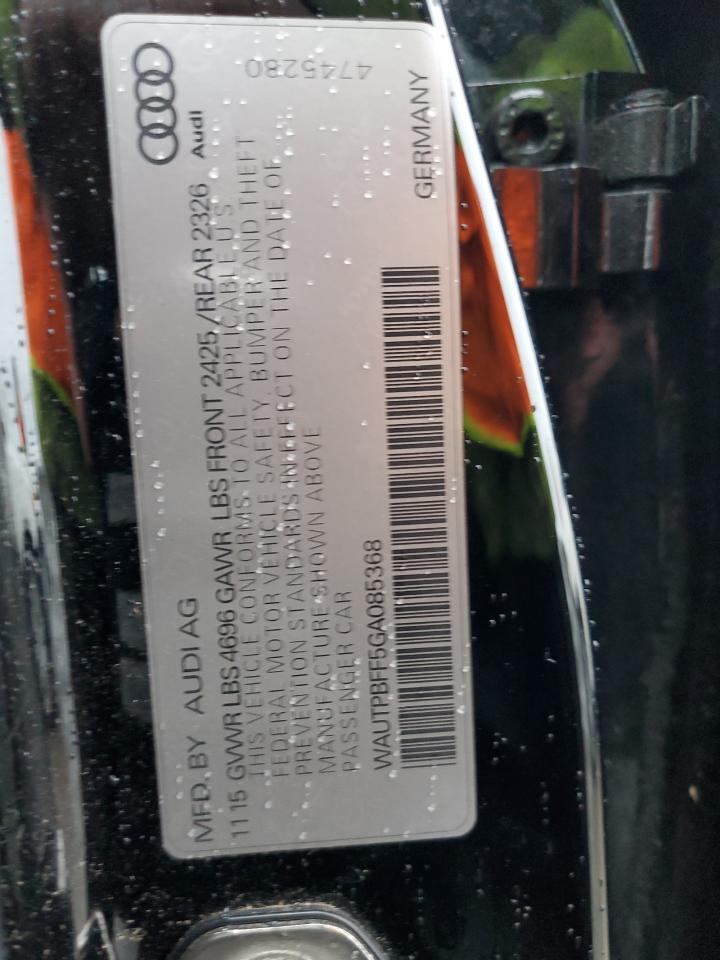 MFD. BY AUDI AG
11 15 GVWR LBS 4696 GAWR LBS FRONT 2425/REAR 2326
THIS VEHICLE CONFORMS TO ALL APPLICABLE U S
FEDERAL MOTOR VEHICLE SAFETY, BUMPER AND THEFT
PREVENTION STANDARDS IN EFFECT ON THE DATE OF
MANUFACTURE SHOWN ABOVE
PASSENGER CAR
WAUTPBFF5GA085368
Audi
4745280
GERMANY